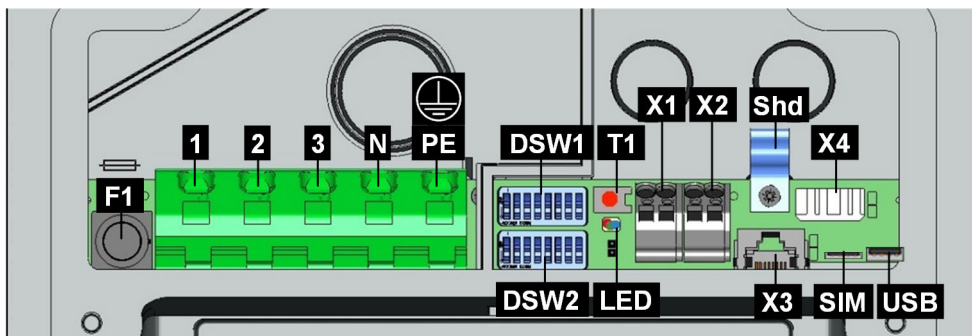 X1 X2 Shd
1 2 3 N PE DSW1 T1 X4
F1
DSW2 LED X3 SIM USB